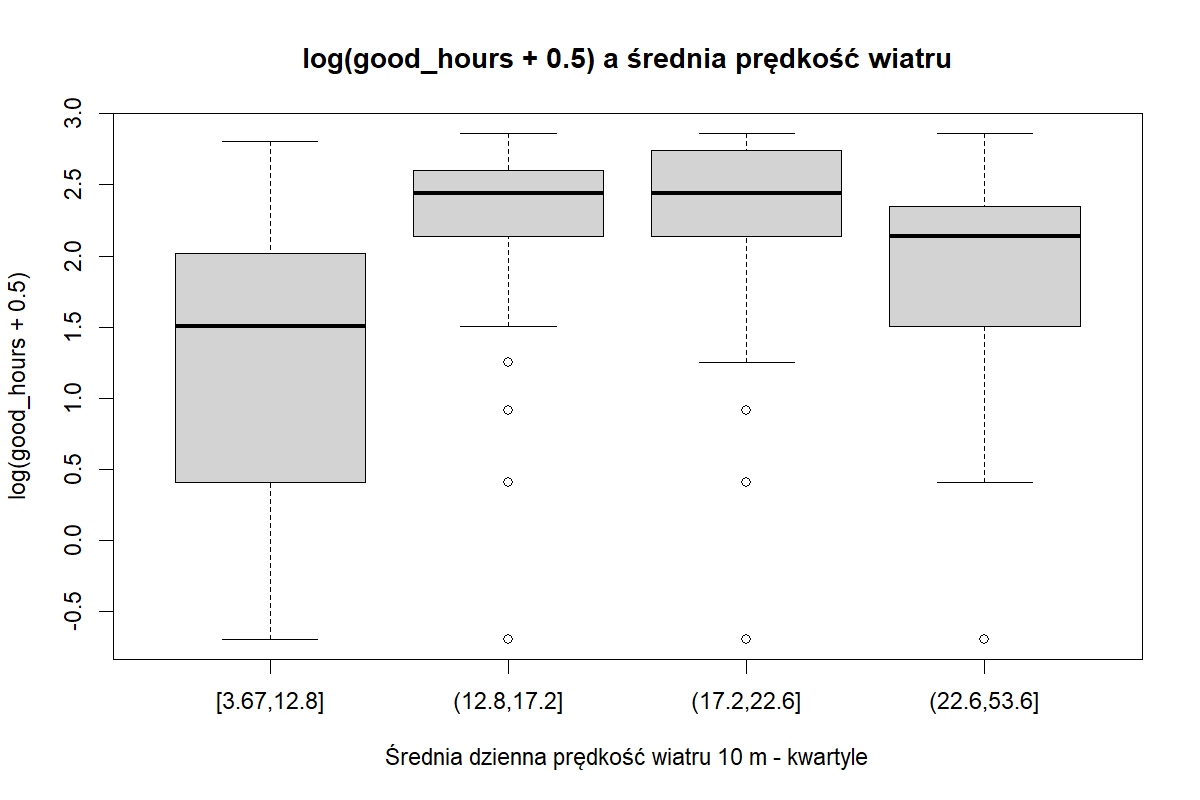 log(good_hours + 0.5) a średnia prędkość wiatru
log(good_hours + 0.5)
3.0
2.5
2.0
1.5
1.0
0.5
0.0
-0.5
[3.67,12.8] (12.8,17.2] (17.2,22.6] (22.6,53.6]
Średnia dzienna prędkość wiatru 10 m - kwartyle